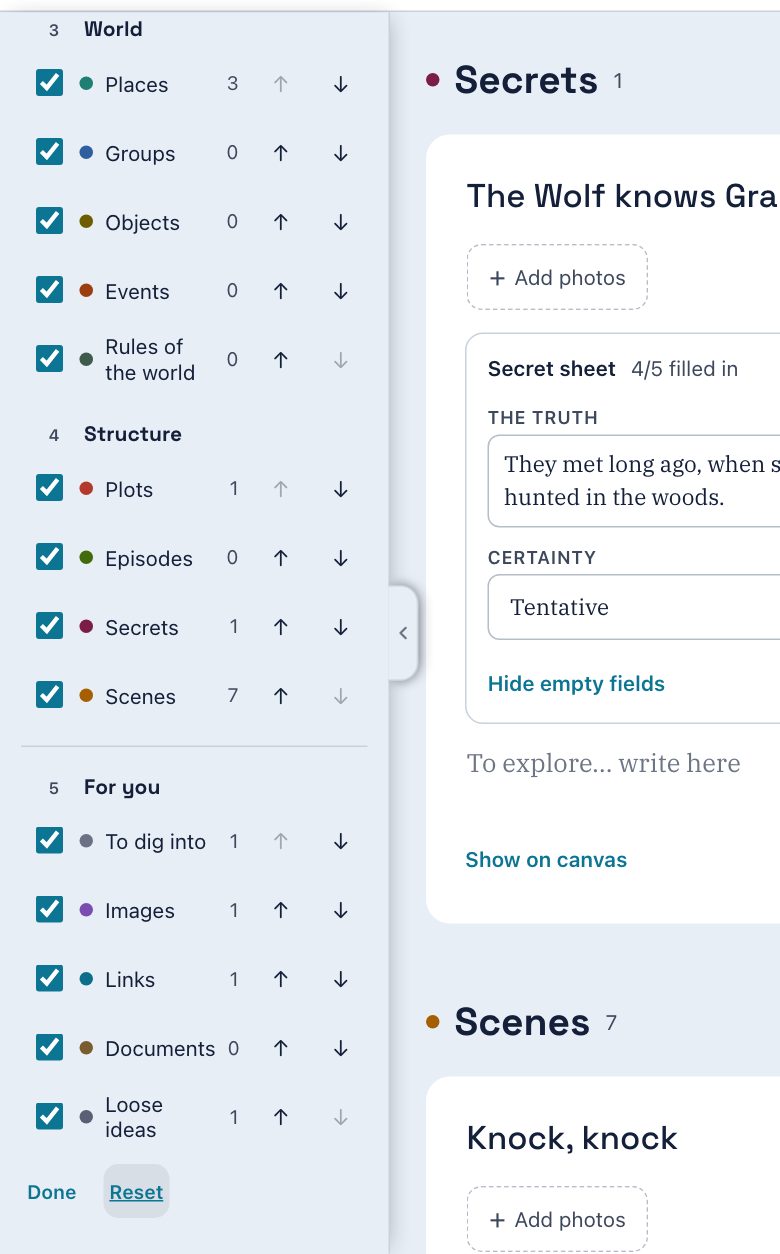 3 World
Places 3 ↑ ↓
Groups 0 ↑ ↓
Objects 0 ↑ ↓
Events 0 ↑ ↓
Rules of
the world 0 ↑ ↓
4 Structure
Plots 1 ↑ ↓
Episodes 0 ↑ ↓
Secrets 1 ↑ ↓
Scenes 7 ↑ ↓
5 For you
To dig into 1 ↑ ↓
Images 1 ↑ ↓
Links 1 ↑ ↓
Documents 0 ↑ ↓
Loose
ideas 1 ↑ ↓
Done Reset
Secrets 1
The Wolf knows Gra
+ Add photos
Secret sheet 4/5 filled in
THE TRUTH
They met long ago, when s
hunted in the woods.
CERTAINTY
Tentative
Hide empty fields
To explore... write here
Show on canvas
Scenes 7
Knock, knock
+ Add photos